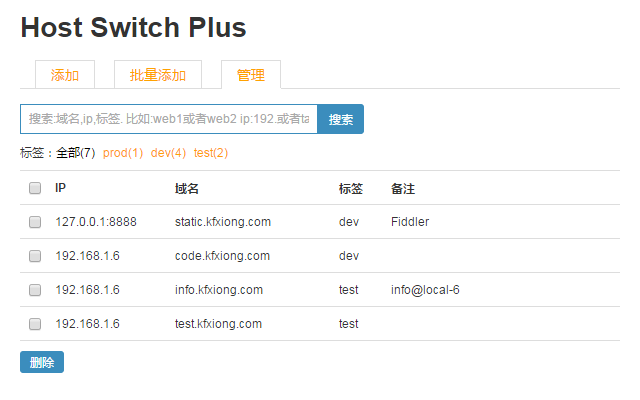 Host Switch Plus
添加 批量添加 管理
搜索:域名,ip,标签. 比如:web1或者web2 ip:192.或者ta 搜索
标签：全部(7) prod(1) dev(4) test(2)
IP 域名 标签 备注
127.0.0.1:8888 static.kfxiong.com dev Fiddler
192.168.1.6 code.kfxiong.com dev
192.168.1.6 info.kfxiong.com test info@local-6
192.168.1.6 test.kfxiong.com test
删除